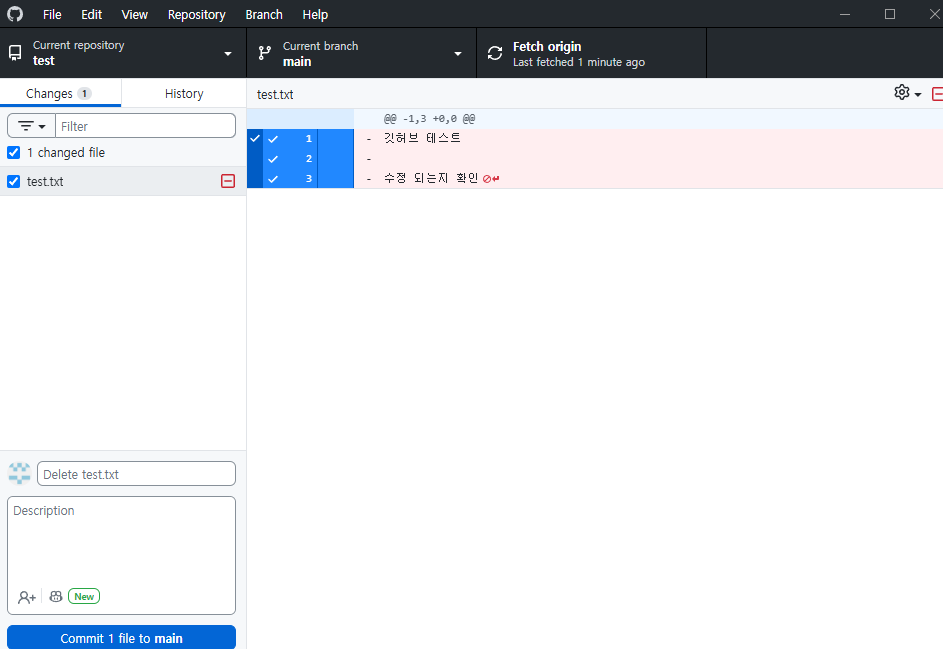 File Edit View Repository Branch Help
Current repository
test
Current branch
main
Fetch origin
Last fetched 1 minute ago
Changes 1 History
test.txt
Filter
1 changed file
test.txt
@@ -1,3 +0,0 @@
1 - 깃허브 테스트
2 -
3 - 수정 되는지 확인
Delete test.txt
Description
New
Commit 1 file to main